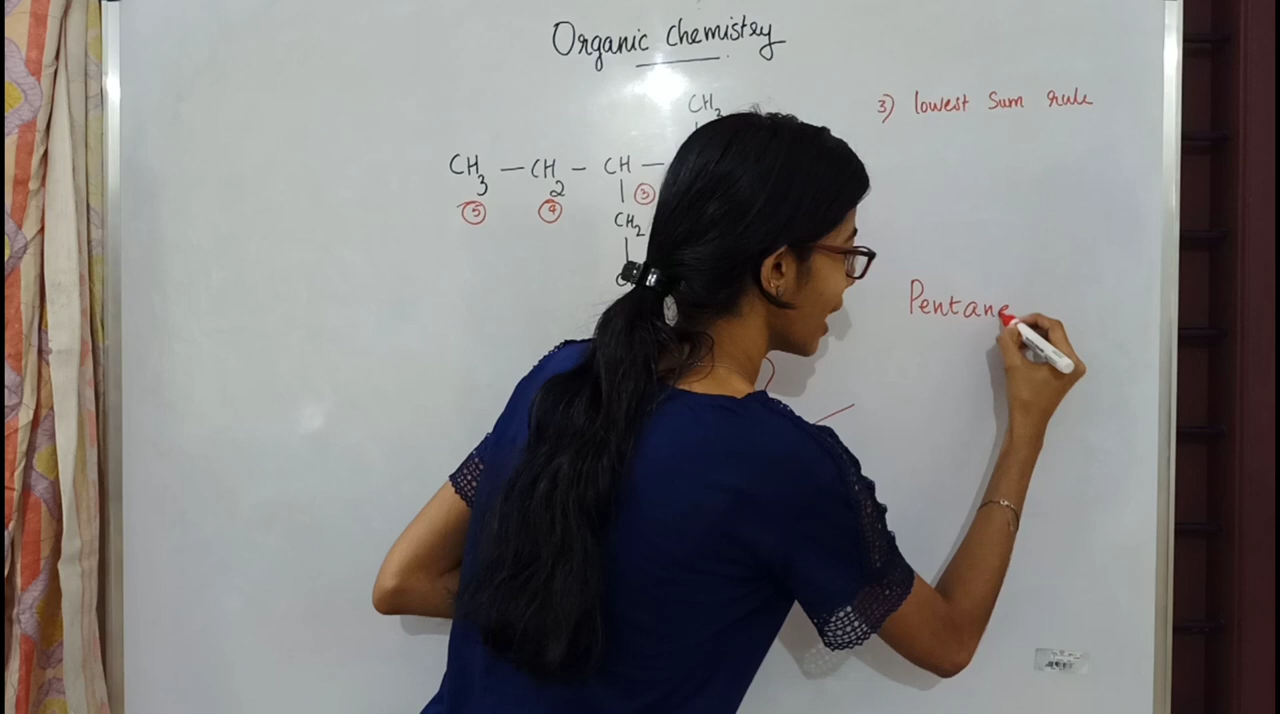 Organic Chemistry
CH3
3) lowest sum rule
CH3 — CH2 — CH —
5 4 3
CH2
Pentane